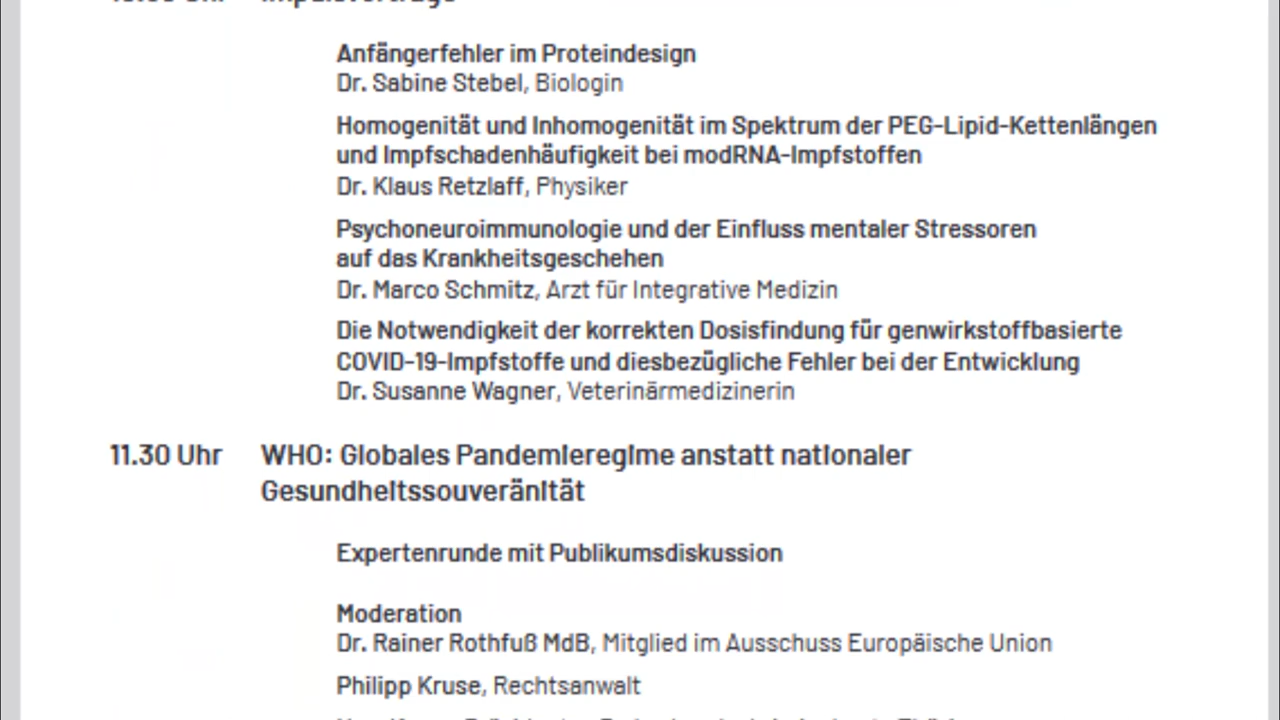 Impulsvorträge
Anfängerfehler im Proteindesign
Dr. Sabine Stebel, Biologin
Homogenität und Inhomogenität im Spektrum der PEG-Lipid-Kettenlängen
und Impfschadenhäufigkeit bei modRNA-Impfstoffen
Dr. Klaus Retzlaff, Physiker
Psychoneuroimmunologie und der Einfluss mentaler Stressoren
auf das Krankheitsgeschehen
Dr. Marco Schmitz, Arzt für Integrative Medizin
Die Notwendigkeit der korrekten Dosisfindung für genwirkstoffbasierte
COVID-19-Impfstoffe und diesbezügliche Fehler bei der Entwicklung
Dr. Susanne Wagner, Veterinärmedizinerin
11.30 Uhr WHO: Globales Pandemieregime anstatt nationaler
Gesundheitssouveränität
Expertenrunde mit Publikumsdiskussion
Moderation
Dr. Rainer Rothfuß MdB, Mitglied im Ausschuss Europäische Union
Philipp Kruse, Rechtsanwalt